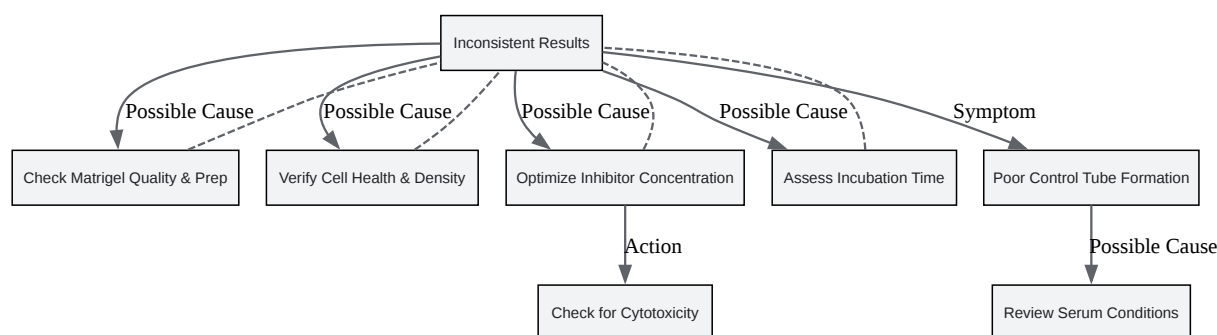 Inconsistent Results
Possible Cause
Possible Cause
Possible Cause
Possible Cause
Symptom
Check Matrigel Quality & Prep
Verify Cell Health & Density
Optimize Inhibitor Concentration
Assess Incubation Time
Poor Control Tube Formation
Action
Possible Cause
Check for Cytotoxicity
Review Serum Conditions